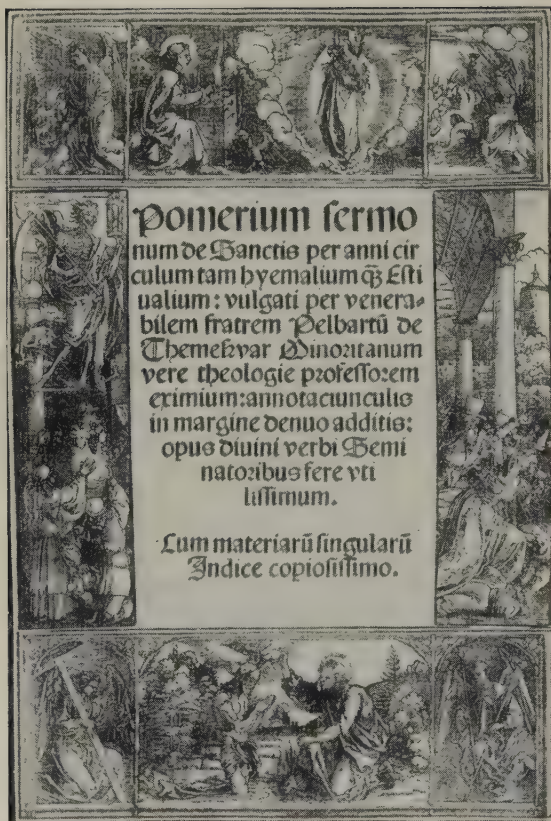 Pomerium sermo
num de Sanctis per anni cir
culum tam hyemalium qꝫ Esti
ualium: vulgati per venera⸗
bilem fratrem Pelbartū de
Themeſzvar Minoritanum
vere theologie profeſſorem
eximium: annotaciunculis
in margine denuo additis:
opus diuini verbi Semi
natoribus fere vti
liſſimum.
Cum materiarū ſingularū
Indice copioſiſſimo.